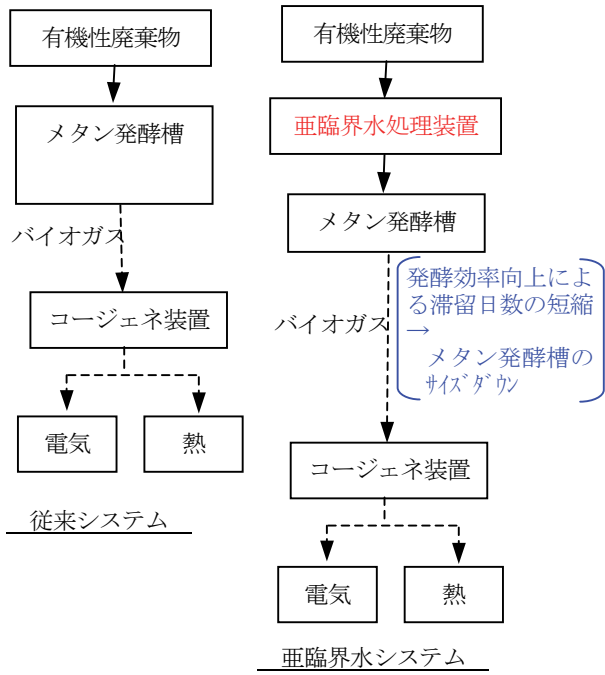 有機性廃棄物
メタン発酵槽
バイオガス
コージェネ装置
電気
熱
従来システム
有機性廃棄物
亜臨界水処理装置
メタン発酵槽
発酵効率向上によ
る滞留日数の短縮
→
メタン発酵槽の
ｻｲｽﾞﾀﾞｳﾝ
バイオガス
コージェネ装置
電気
熱
亜臨界水システム